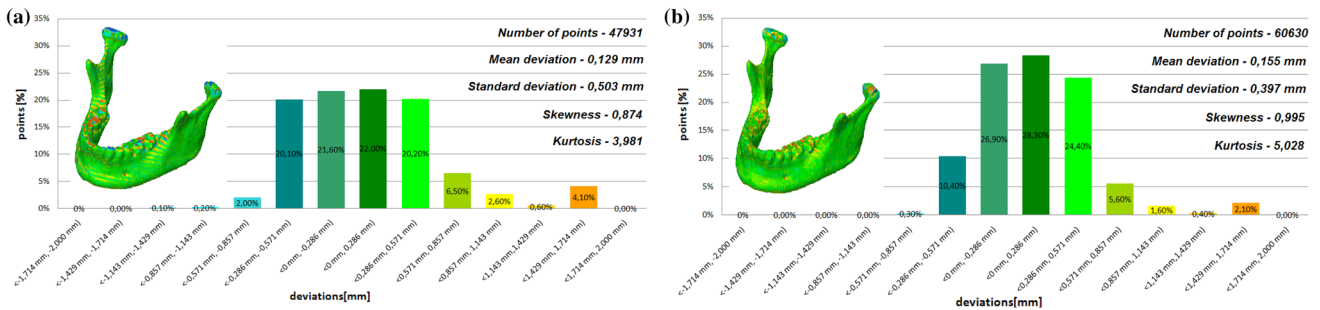 (a)
35%
30%
25%
20%
15%
10%
5%
0%
points [%]
Number of points - 47931
Mean deviation - 0,129 mm
Standard deviation - 0,503 mm
Skewness - 0,874
Kurtosis - 3,981
0% 0,00% 0,10% 0,20% 2,00% 20,10% 21,60% 22,00% 20,20% 6,50% 2,60% 0,60% 4,10% 0,00%
<-1,714 mm, -2,000 mm)
<-1,429 mm, -1,714 mm)
<-1,143 mm, -1,429 mm)
<-0,857 mm, -1,143 mm)
<-0,571 mm, -0,857 mm)
<-0,286 mm, -0,571 mm)
<0 mm, -0,286 mm)
<0 mm, 0,286 mm)
<0,286 mm, 0,571 mm)
<0,571 mm, 0,857 mm)
<0,857 mm, 1,143 mm)
<1,143 mm, 1,429 mm)
<1,429 mm, 1,714 mm)
<1,714 mm, 2,000 mm)
deviations[mm]
(b)
35%
30%
25%
20%
15%
10%
5%
0%
points [%]
Number of points - 60630
Mean deviation - 0,155 mm
Standard deviation - 0,397 mm
Skewness - 0,995
Kurtosis - 5,028
0% 0,00% 0,00% 0,00% 0,30% 10,40% 26,90% 28,30% 24,40% 5,60% 1,60% 0,40% 2,10% 0,00%
<-1,714 mm, -2,000 mm)
<-1,429 mm, -1,714 mm)
<-1,143 mm, -1,429 mm)
<-0,857 mm, -1,143 mm)
<-0,571 mm, -0,857 mm)
<-0,286 mm, -0,571 mm)
<0 mm, -0,286 mm)
<0 mm, 0,286 mm)
<0,286 mm, 0,571 mm)
<0,571 mm, 0,857 mm)
<0,857 mm, 1,143 mm)
<1,143 mm, 1,429 mm)
<1,429 mm, 1,714 mm)
<1,714 mm, 2,000 mm)
deviations[mm]